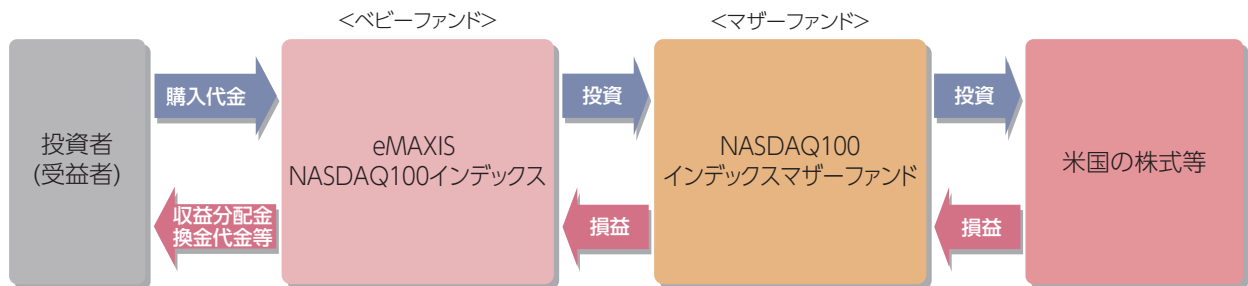 <ベビーファンド>
<マザーファンド>
投資者
(受益者)
購入代金
収益分配金
換金代金等
eMAXIS
NASDAQ100インデックス
投資
損益
NASDAQ100
インデックスマザーファンド
投資
損益
米国の株式等